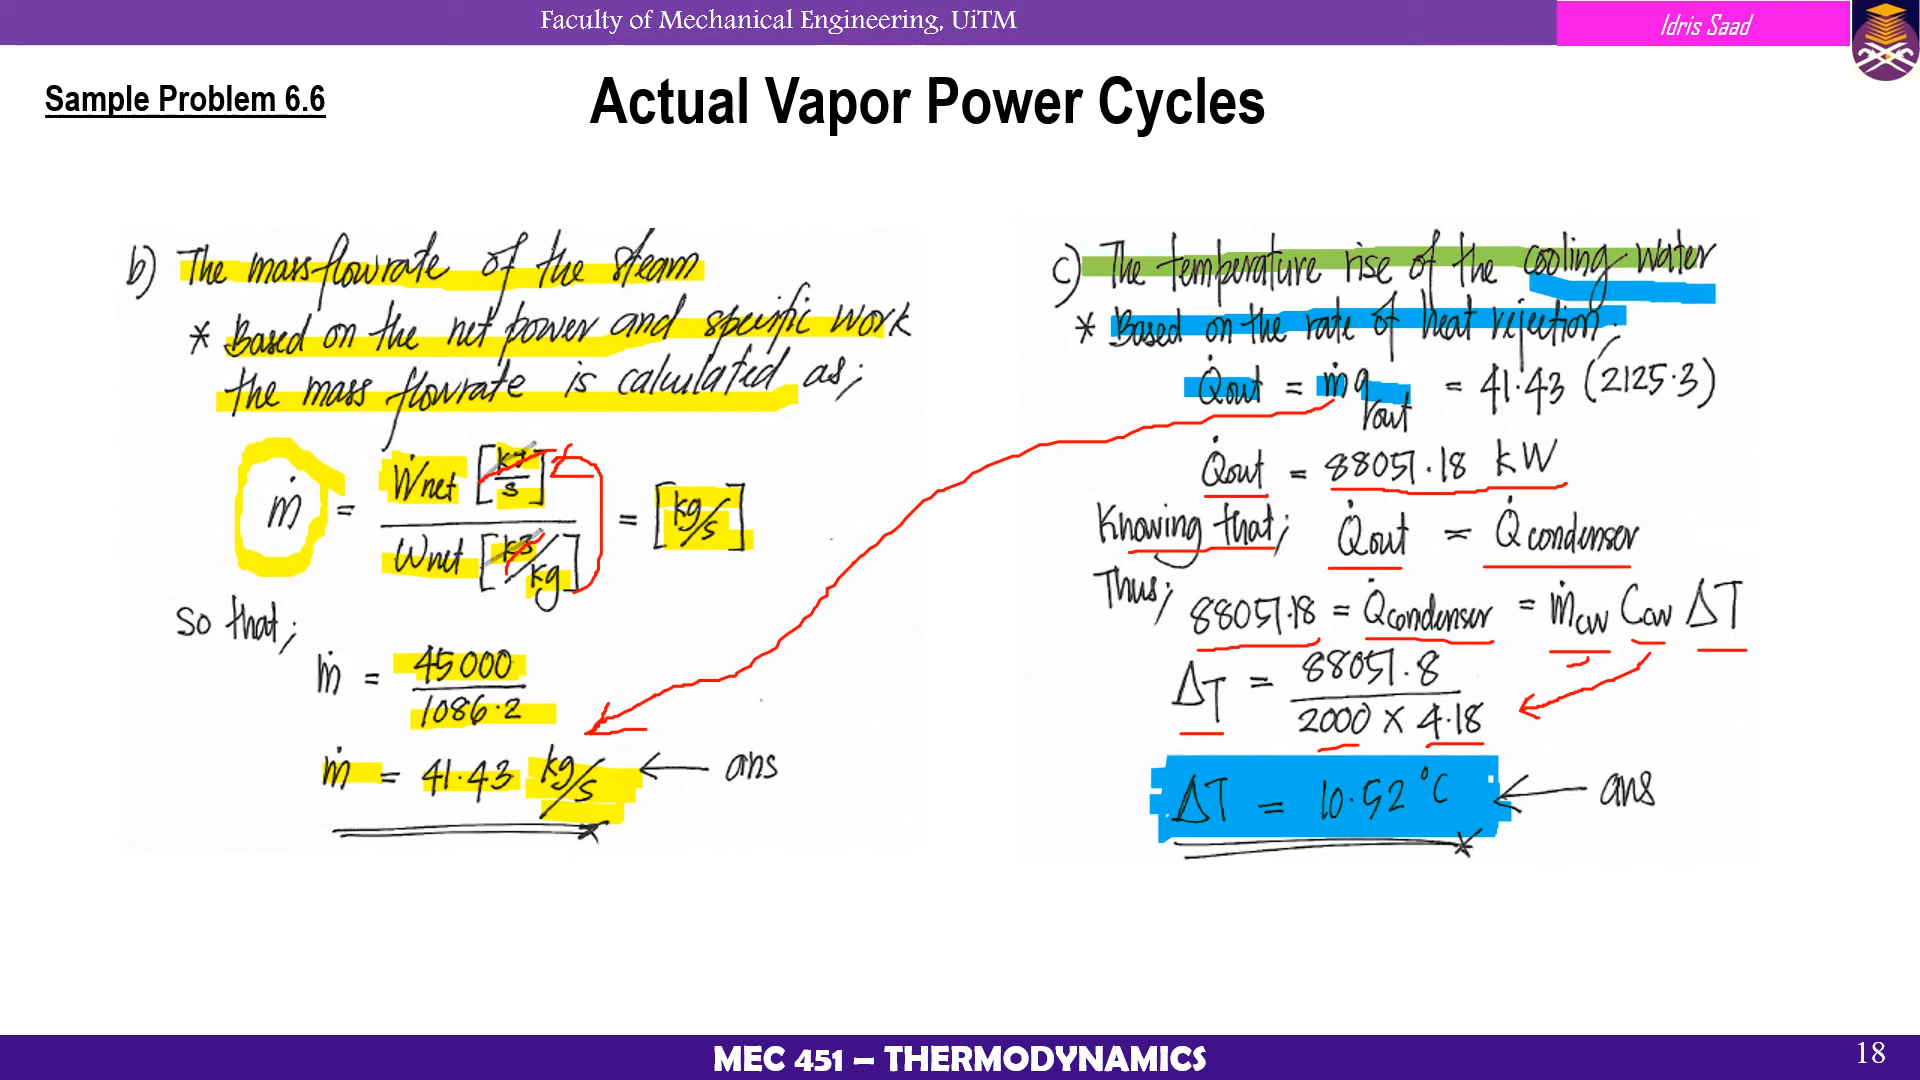 Faculty of Mechanical Engineering, UiTM
Idris Saad
Sample Problem 6.6
Actual Vapor Power Cycles
b) The mass flowrate of the steam
* Based on the net power and specific work
the mass flowrate is calculated as;
ṁ = Ẇnet [kJ/s] / Wnet [kJ/kg] = [kg/s]
so that;
ṁ = 45000 / 1086.2
ṁ = 41.43 kg/s ← ans
c) The temperature rise of the cooling water
* Based on the rate of heat rejection:
Q̇out = ṁ qout = 41.43 (2125.3)
Q̇out = 88051.18 kW
Knowing that; Q̇out = Q̇condenser
Thus; 88051.18 = Q̇condenser = ṁcw Ccw ΔT
ΔT = 88051.8 / 2000 × 4.18
ΔT = 10.52 °C ← ans
MEC 451 – THERMODYNAMICS
18